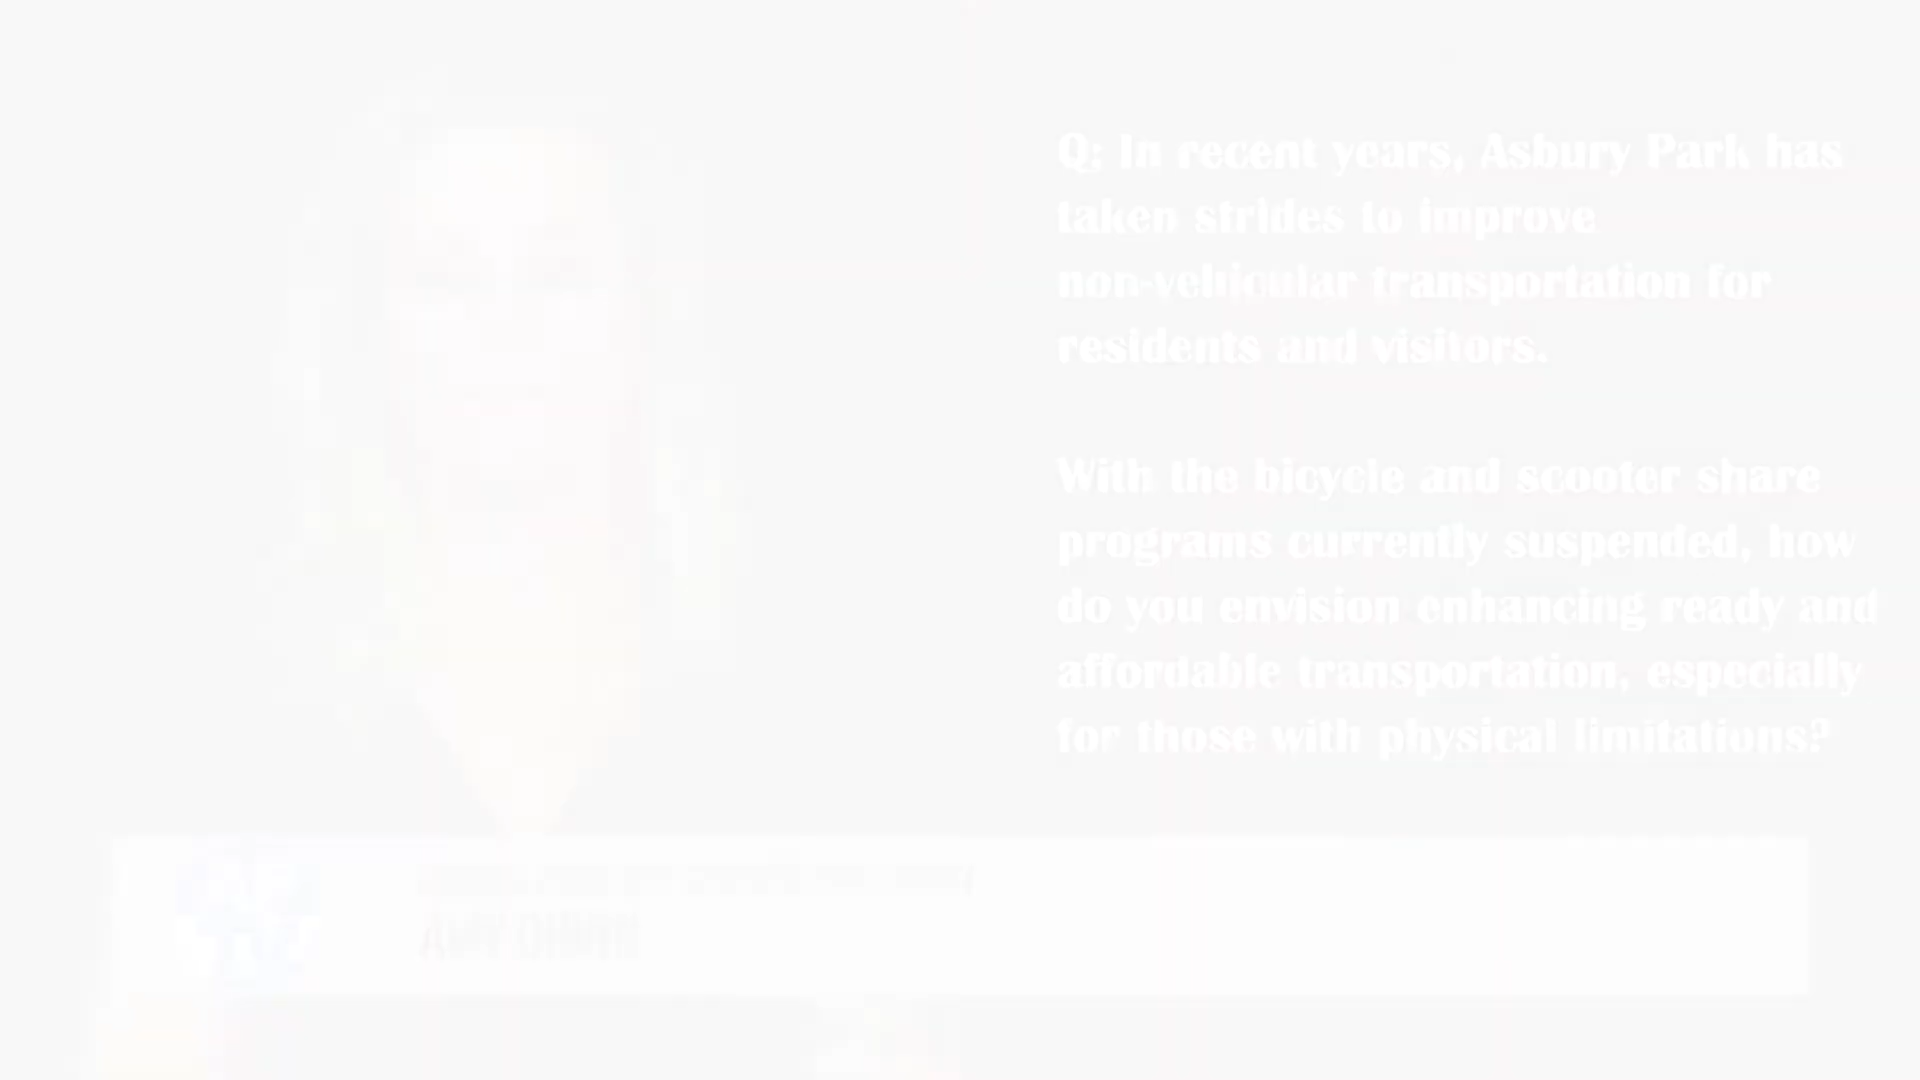 Q: In recent years, Asbury Park has
taken strides to improve
non-vehicular transportation for
residents and visitors.
With the bicycle and scooter share
programs currently suspended, how
do you envision enhancing ready and
affordable transportation, especially
for those with physical limitations?
AMY